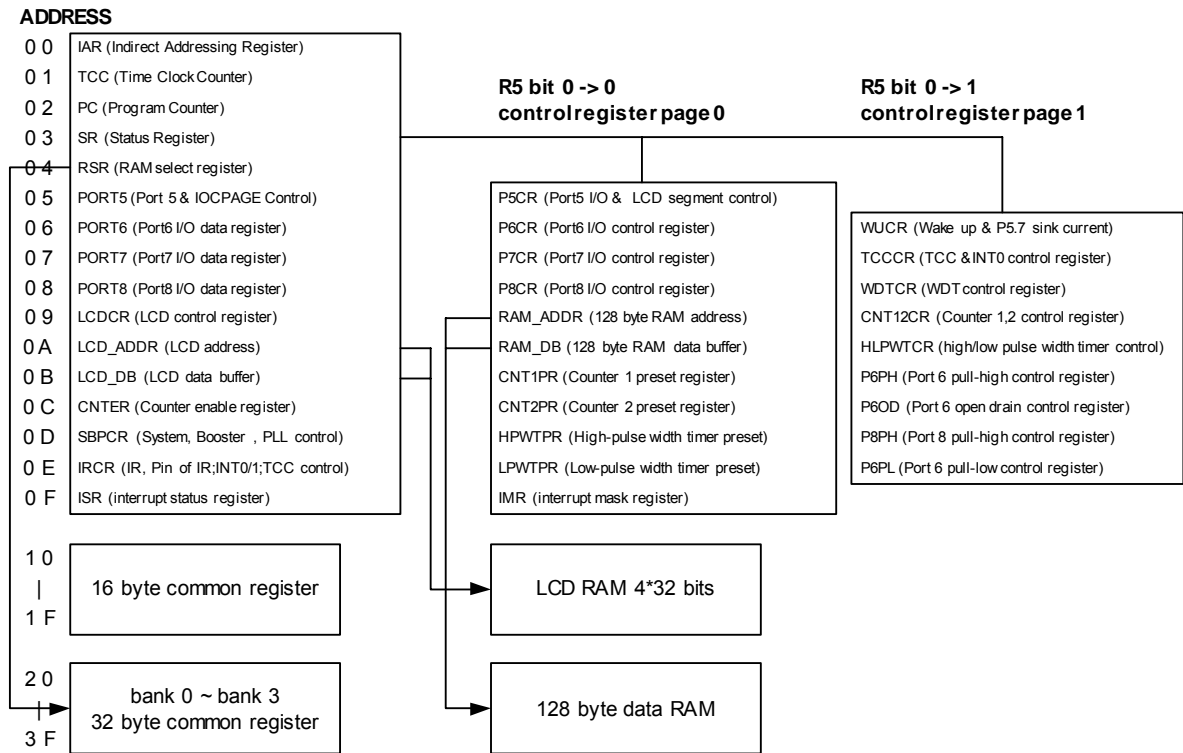 ADDRESS
0 0 IAR (Indirect Addressing Register)
0 1 TCC (Time Clock Counter)
0 2 PC (Program Counter)
0 3 SR (Status Register)
0 4 RSR (RAM select register)
0 5 PORT5 (Port 5 & IOCPAGE Control)
0 6 PORT6 (Port6 I/O data register)
0 7 PORT7 (Port7 I/O data register)
0 8 PORT8 (Port8 I/O data register)
0 9 LCDCR (LCD control register)
0 A LCD_ADDR (LCD address)
0 B LCD_DB (LCD data buffer)
0 C CNTER (Counter enable register)
0 D SBPCR (System, Booster , PLL control)
0 E IRCR (IR, Pin of IR;INT0/1;TCC control)
0 F ISR (interrupt status register)
R5 bit 0 -> 0
control register page 0
P5CR (Port5 I/O & LCD segment control)
P6CR (Port6 I/O control register)
P7CR (Port7 I/O control register)
P8CR (Port8 I/O control register)
RAM_ADDR (128 byte RAM address)
RAM_DB (128 byte RAM data buffer)
CNT1PR (Counter 1 preset register)
CNT2PR (Counter 2 preset register)
HPWTPR (High-pulse width timer preset)
LPWTPR (Low-pulse width timer preset)
IMR (interrupt mask register)
R5 bit 0 -> 1
control register page 1
WUCR (Wake up & P5.7 sink current)
TCCCR (TCC & INT0 control register)
WDTCR (WDT control register)
CNT12CR (Counter 1,2 control register)
HLPWTCR (high/low pulse width timer control)
P6PH (Port 6 pull-high control register)
P6OD (Port 6 open drain control register)
P8PH (Port 8 pull-high control register)
P6PL (Port 6 pull-low control register)
1 0
|
1 F
16 byte common register
LCD RAM 4*32 bits
2 0
|
3 F
bank 0 ~ bank 3
32 byte common register
128 byte data RAM